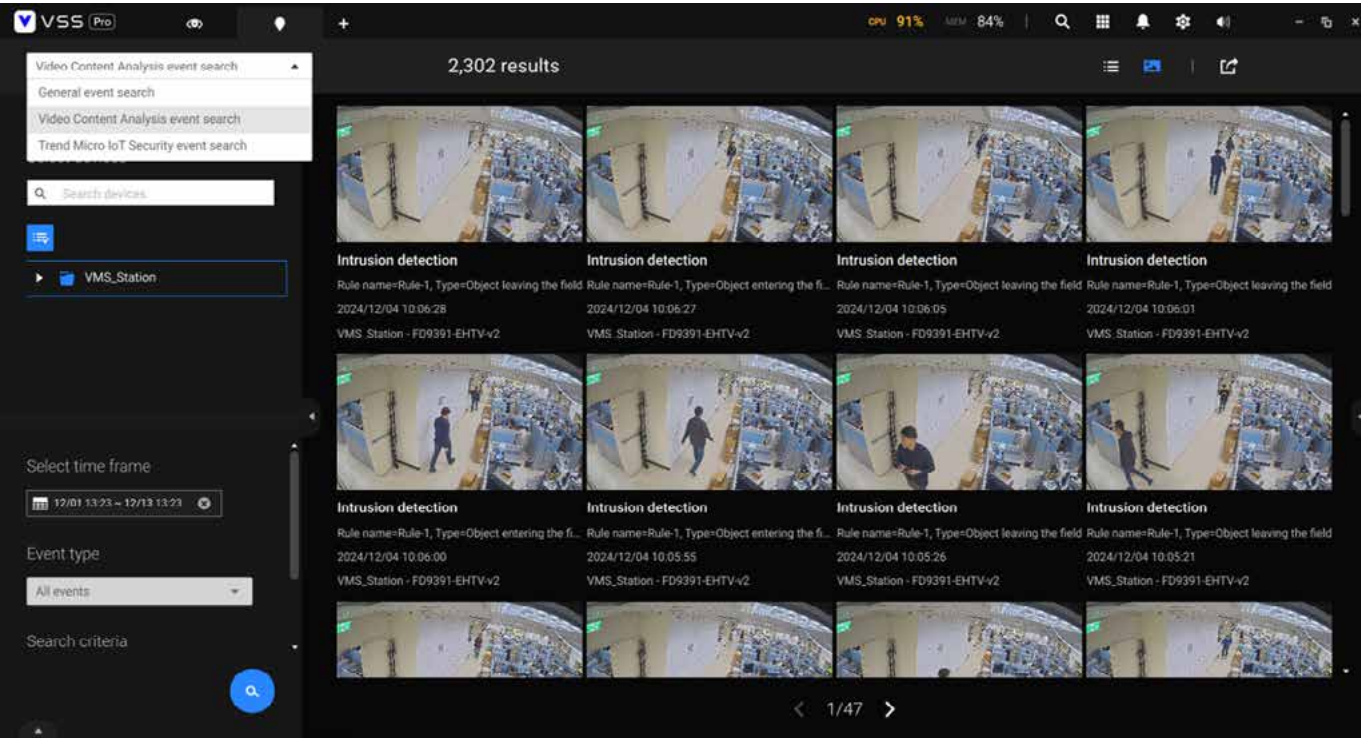 VSS Pro
CPU 91% MEM 84%
Video Content Analysis event search
General event search
Video Content Analysis event search
Trend Micro IoT Security event search
Search devices
VMS_Station
Select time frame
12/01 13:23 ~ 12/13 13:23
Event type
All events
Search criteria
2,302 results
Intrusion detection
Rule name=Rule-1, Type=Object leaving the field
2024/12/04 10:06:28
VMS_Station - FD9391-EHTV-v2
Intrusion detection
Rule name=Rule-1, Type=Object entering the fi...
2024/12/04 10:06:27
VMS_Station - FD9391-EHTV-v2
Intrusion detection
Rule name=Rule-1, Type=Object leaving the field
2024/12/04 10:06:05
VMS_Station - FD9391-EHTV-v2
Intrusion detection
Rule name=Rule-1, Type=Object leaving the field
2024/12/04 10:06:01
VMS_Station - FD9391-EHTV-v2
Intrusion detection
Rule name=Rule-1, Type=Object entering the fi...
2024/12/04 10:06:00
VMS_Station - FD9391-EHTV-v2
Intrusion detection
Rule name=Rule-1, Type=Object entering the fi...
2024/12/04 10:05:55
VMS_Station - FD9391-EHTV-v2
Intrusion detection
Rule name=Rule-1, Type=Object leaving the field
2024/12/04 10:05:26
VMS_Station - FD9391-EHTV-v2
Intrusion detection
Rule name=Rule-1, Type=Object leaving the field
2024/12/04 10:05:21
VMS_Station - FD9391-EHTV-v2
1/47